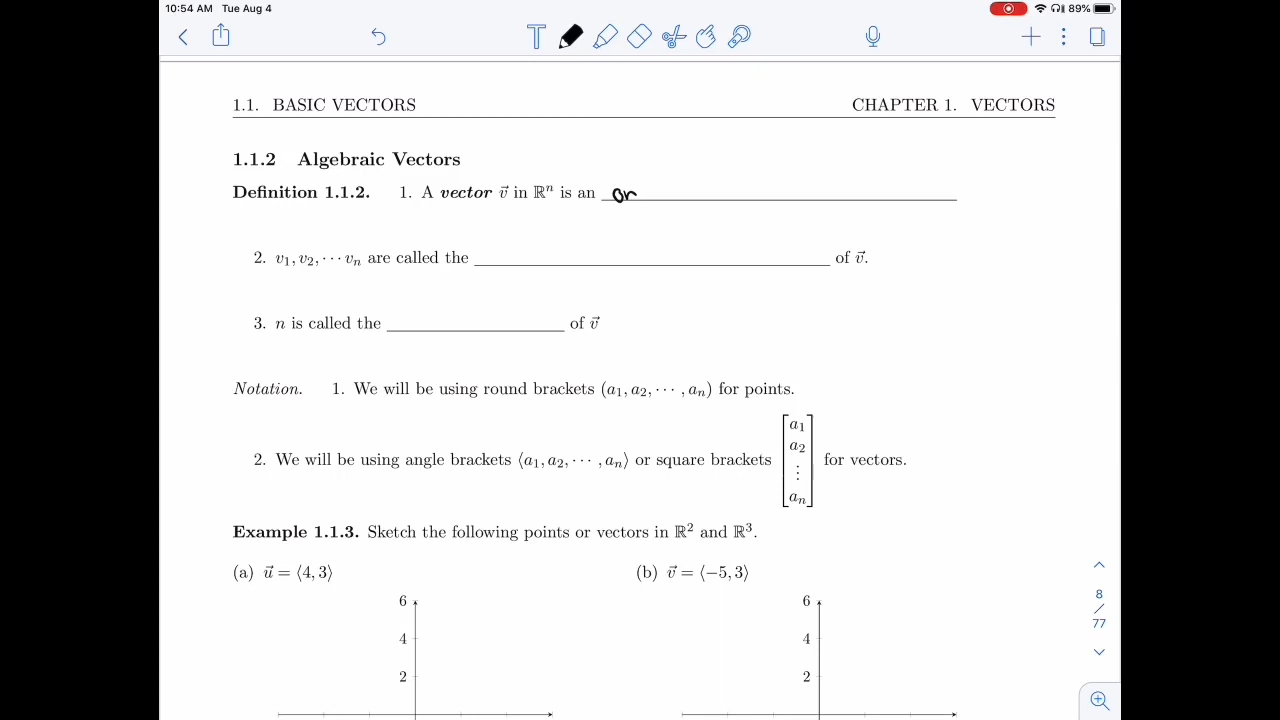 10:54 AM Tue Aug 4 89%
1.1. BASIC VECTORS CHAPTER 1. VECTORS
1.1.2 Algebraic Vectors
Definition 1.1.2. 1. A vector v⃗ in ℝⁿ is an or
2. v₁, v₂, ⋯ vₙ are called the ____ of v⃗.
3. n is called the ____ of v⃗
Notation. 1. We will be using round brackets (a₁, a₂, ⋯ , aₙ) for points.
2. We will be using angle brackets ⟨a₁, a₂, ⋯ , aₙ⟩ or square brackets [a₁ a₂ ⋮ aₙ] for vectors.
Example 1.1.3. Sketch the following points or vectors in ℝ² and ℝ³.
(a) u⃗ = ⟨4, 3⟩ (b) v⃗ = ⟨−5, 3⟩
6 6
4 4
2 2
8
/
77